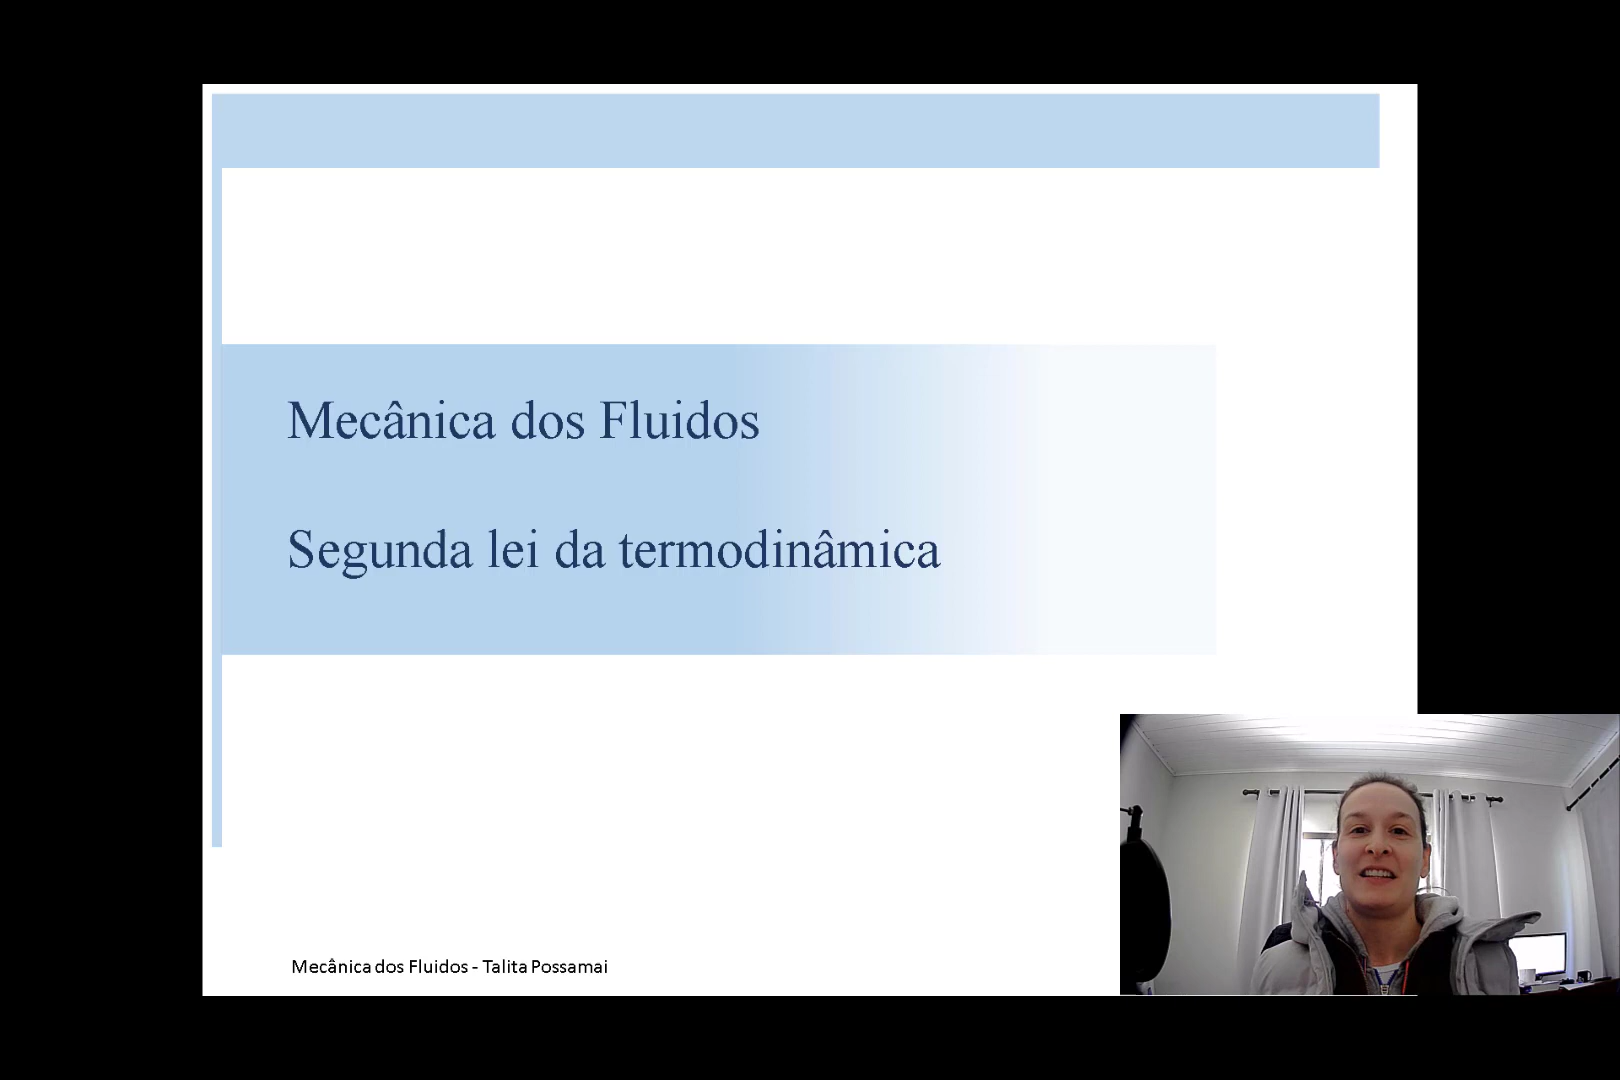 Mecânica dos Fluidos
Segunda lei da termodinâmica
Mecânica dos Fluidos - Talita Possamai